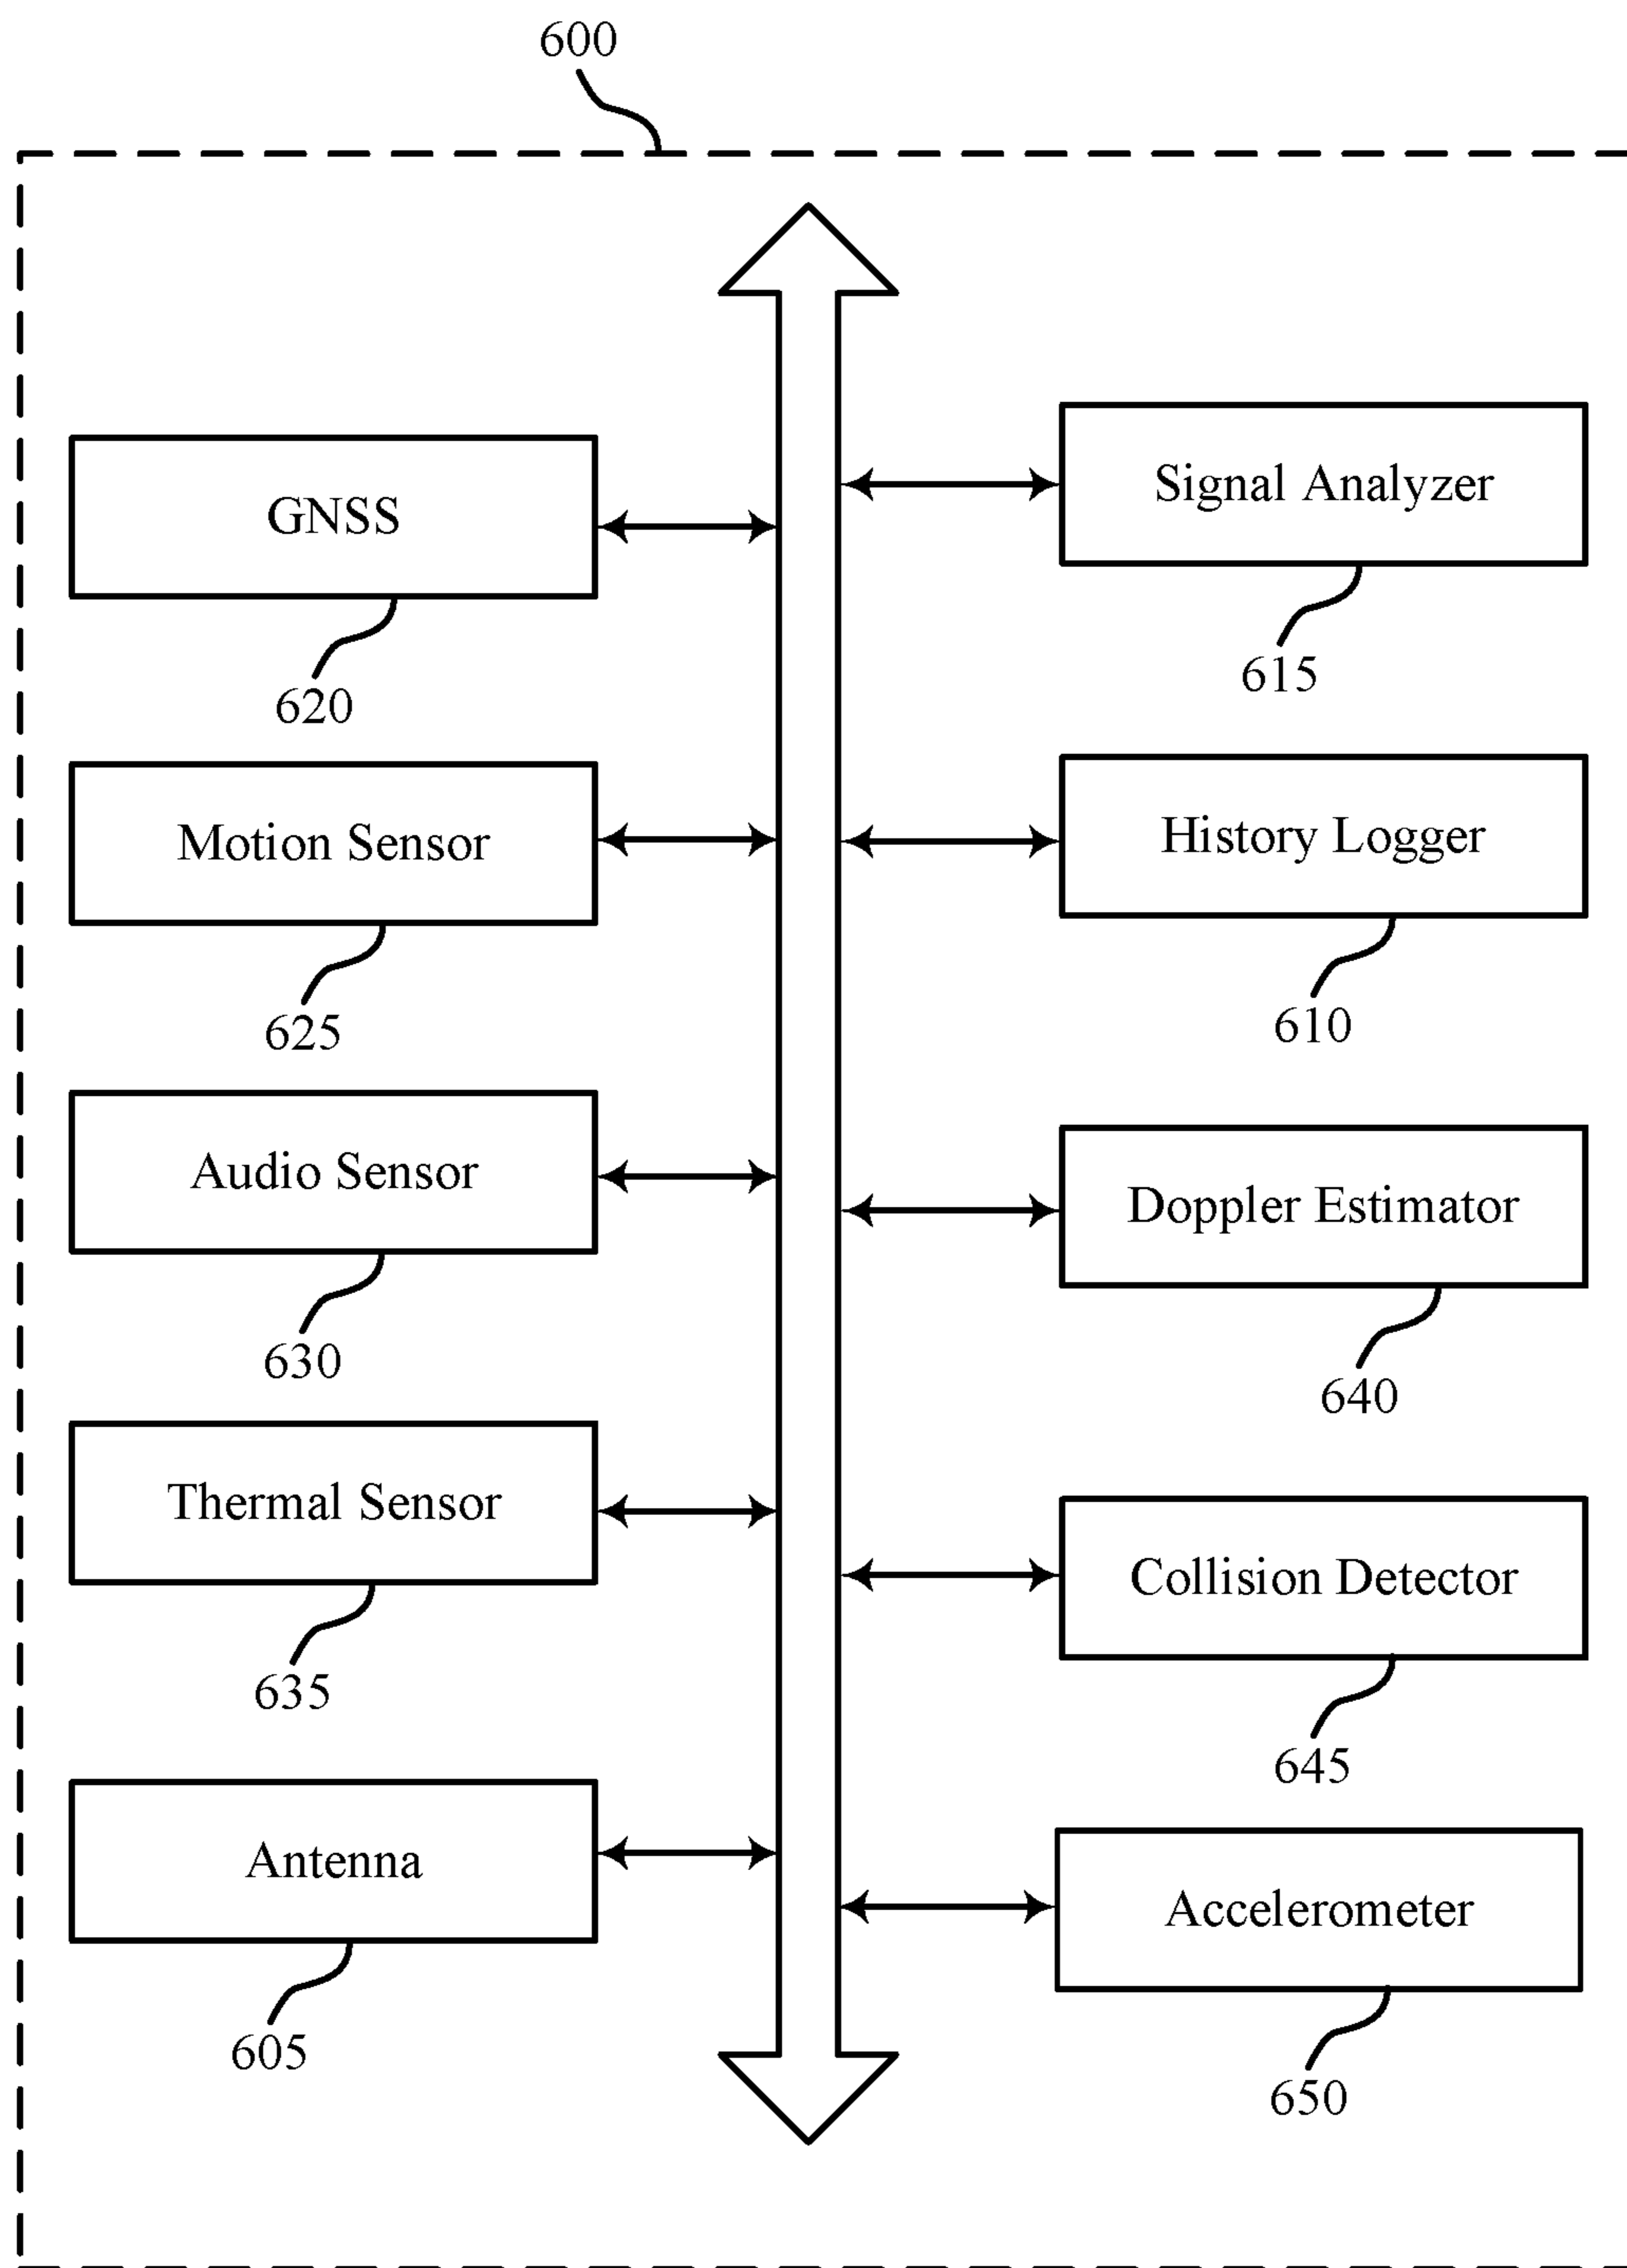 600
GNSS
620
Motion Sensor
625
Audio Sensor
630
Thermal Sensor
635
Antenna
605
Signal Analyzer
615
History Logger
610
Doppler Estimator
640
Collision Detector
645
Accelerometer
650